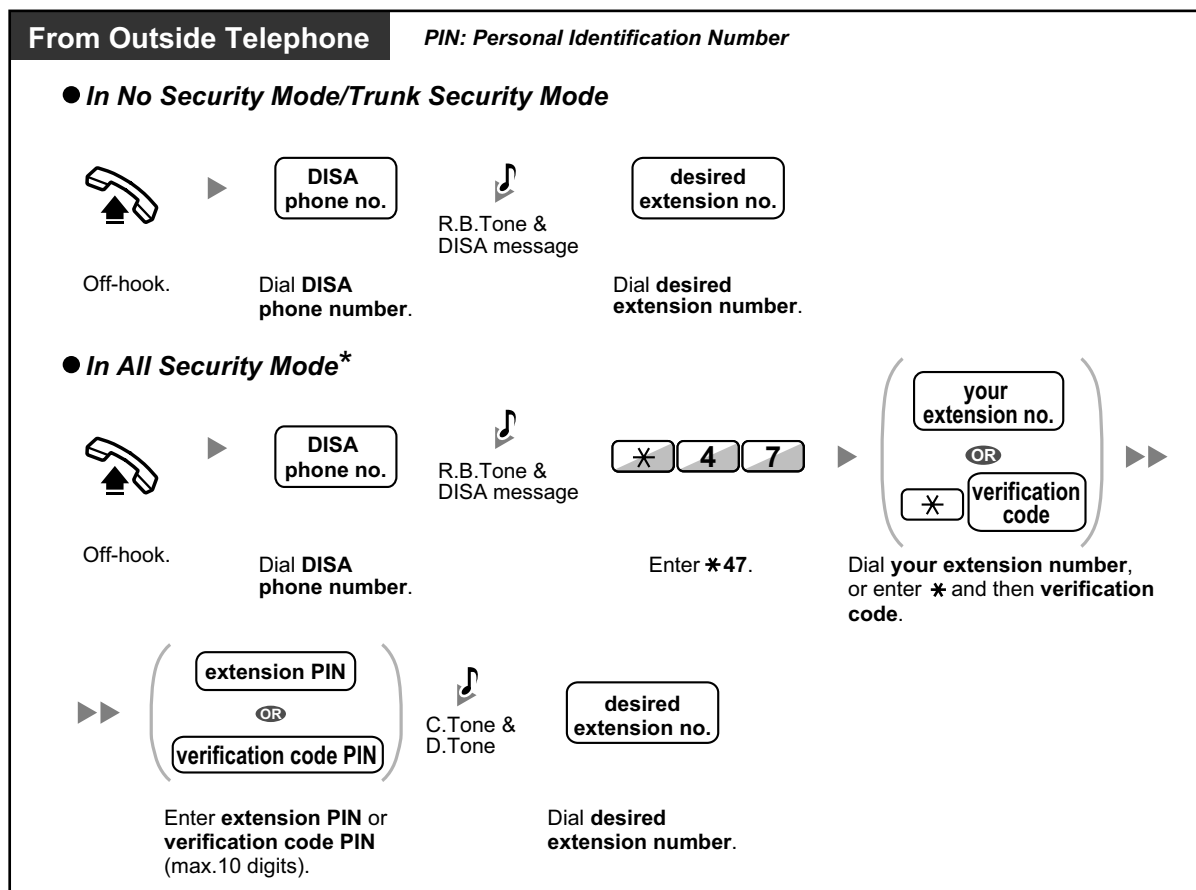 From Outside Telephone
PIN: Personal Identification Number
● In No Security Mode/Trunk Security Mode
DISA
phone no.
R.B.Tone &
DISA message
desired
extension no.
Off-hook.
Dial DISA
phone number.
Dial desired
extension number.
● In All Security Mode*
DISA
phone no.
R.B.Tone &
DISA message
* 4 7
your
extension no.
OR
* verification
code
Off-hook.
Dial DISA
phone number.
Enter *47.
Dial your extension number,
or enter * and then verification
code.
extension PIN
OR
verification code PIN
C.Tone &
D.Tone
desired
extension no.
Enter extension PIN or
verification code PIN
(max.10 digits).
Dial desired
extension number.